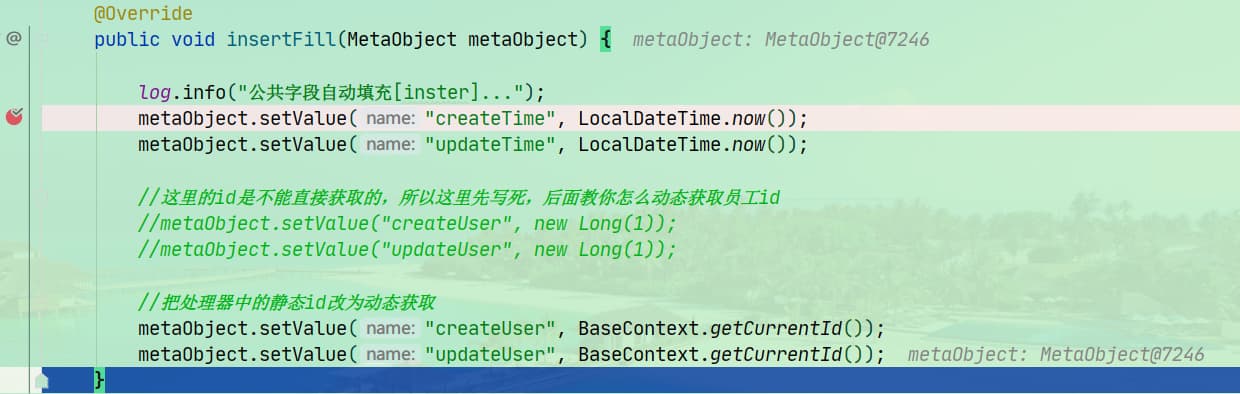 @Override
@ public void insertFill(MetaObject metaObject) { metaObject: MetaObject@7246
log.info("公共字段自动填充[inster]...");
metaObject.setValue( name: "createTime", LocalDateTime.now());
metaObject.setValue( name: "updateTime", LocalDateTime.now());
//这里的id是不能直接获取的，所以这里先写死，后面教你怎么动态获取员工id
//metaObject.setValue("createUser", new Long(1));
//metaObject.setValue("updateUser", new Long(1));
//把处理器中的静态id改为动态获取
metaObject.setValue( name: "createUser", BaseContext.getCurrentId());
metaObject.setValue( name: "updateUser", BaseContext.getCurrentId()); metaObject: MetaObject@7246
}